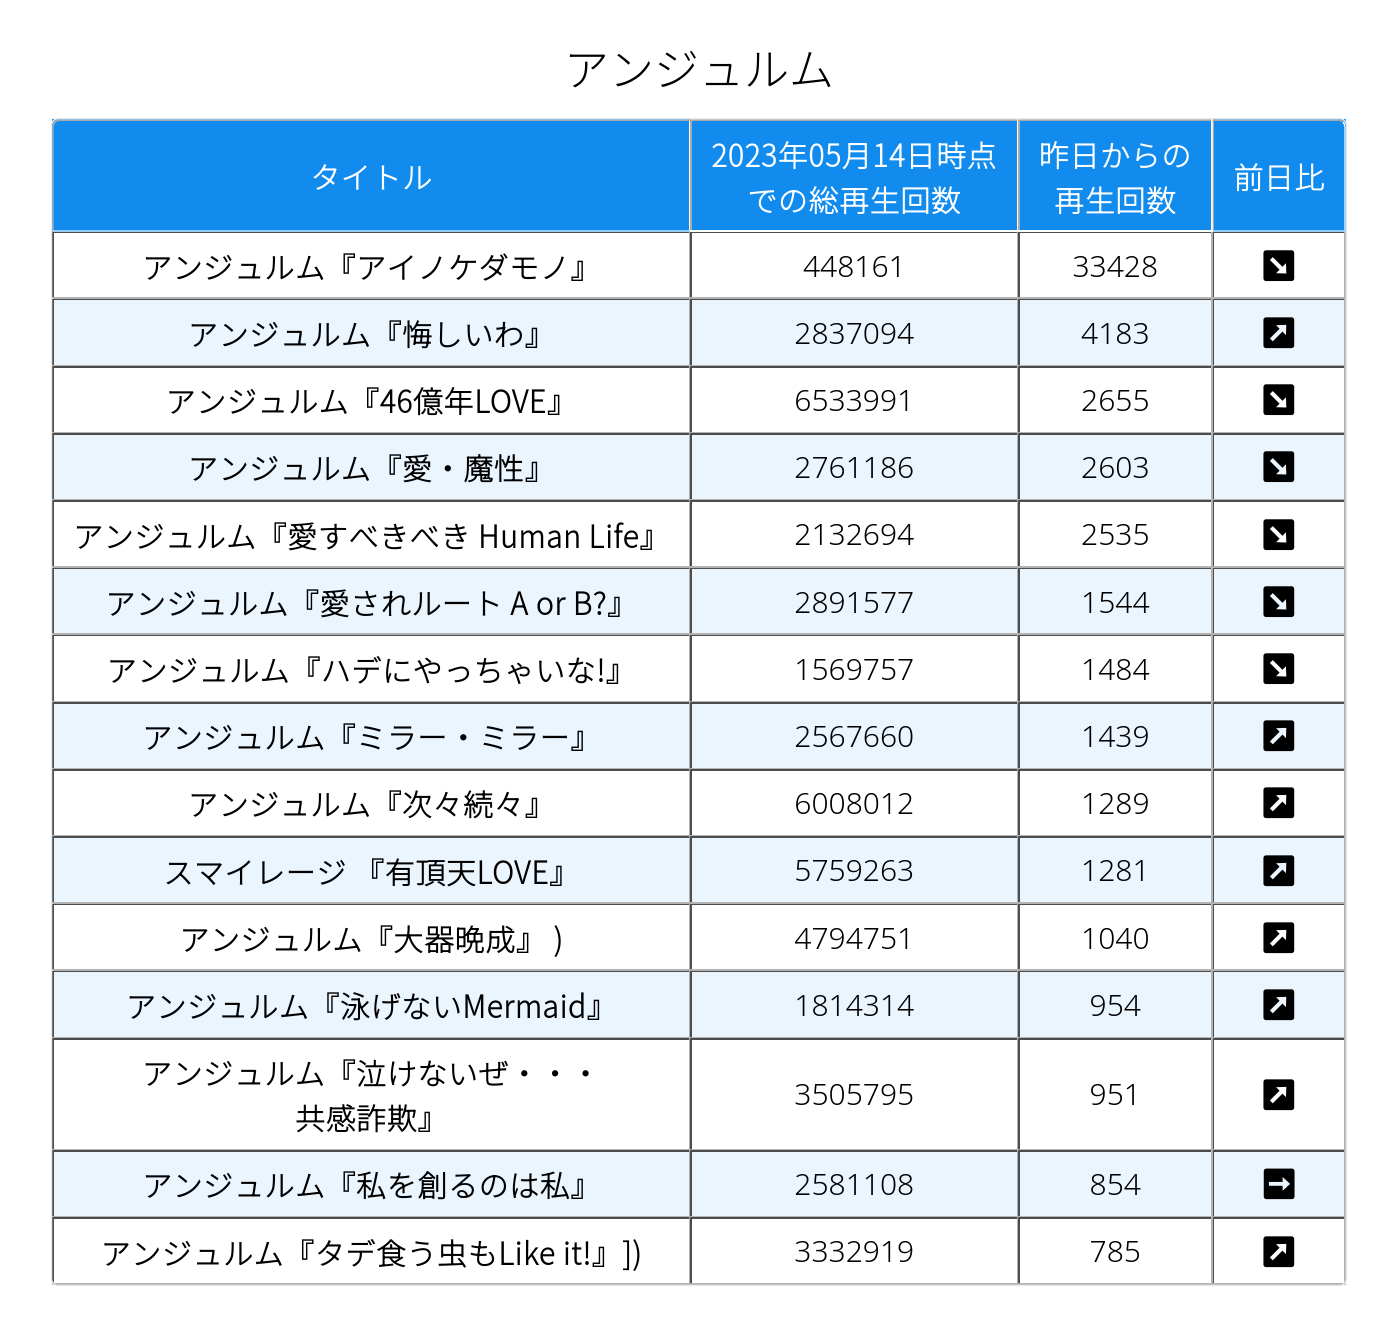 アンジュルム
タイトル 2023年05月14日時点 昨日からの 前日比
での総再生回数 再生回数
アンジュルム『アイノケダモノ』 448161 33428 ↘
アンジュルム『悔しいわ』 2837094 4183 ↗
アンジュルム『46億年LOVE』 6533991 2655 ↘
アンジュルム『愛・魔性』 2761186 2603 ↘
アンジュルム『愛すべきべき Human Life』 2132694 2535 ↘
アンジュルム『愛されルート A or B?』 2891577 1544 ↘
アンジュルム『ハデにやっちゃいな!』 1569757 1484 ↘
アンジュルム『ミラー・ミラー』 2567660 1439 ↗
アンジュルム『次々続々』 6008012 1289 ↗
スマイレージ 『有頂天LOVE』 5759263 1281 ↗
アンジュルム『大器晩成』 ) 4794751 1040 ↗
アンジュルム『泳げないMermaid』 1814314 954 ↗
アンジュルム『泣けないぜ・・・
共感詐欺』 3505795 951 ↗
アンジュルム『私を創るのは私』 2581108 854 →
アンジュルム『タデ食う虫もLike it!』]) 3332919 785 ↗